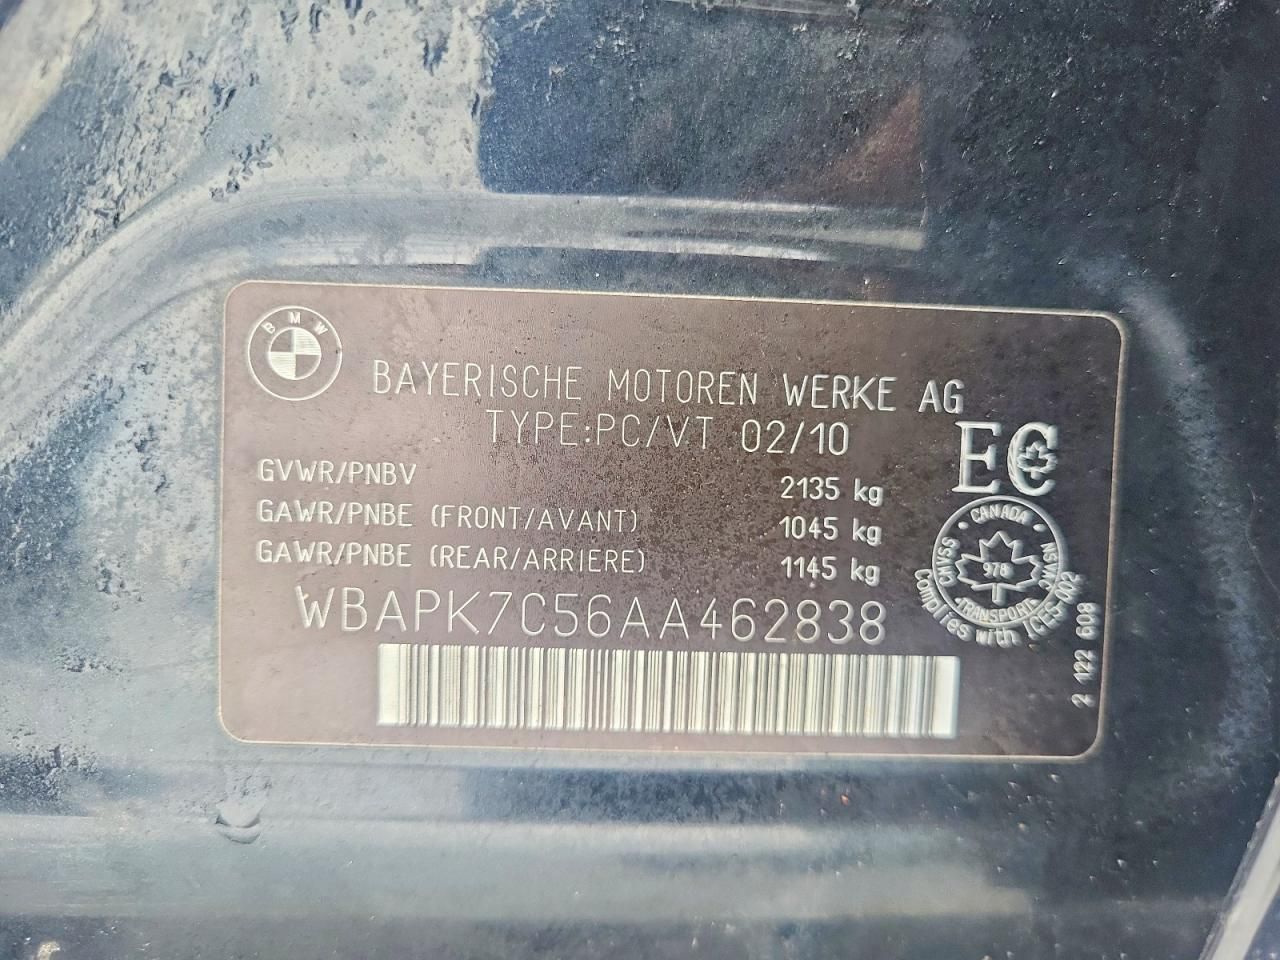 BMW
BAYERISCHE MOTOREN WERKE AG
TYPE:PC/VT 02/10
GVWR/PNBV 2135 kg
GAWR/PNBE (FRONT/AVANT) 1045 kg
GAWR/PNBE (REAR/ARRIERE) 1145 kg
WBAPK7C56AA462838
EC
CANADA
CMVSS
NSVAC
978
TRANSPORT
Complies with ICES-002
2 122 608